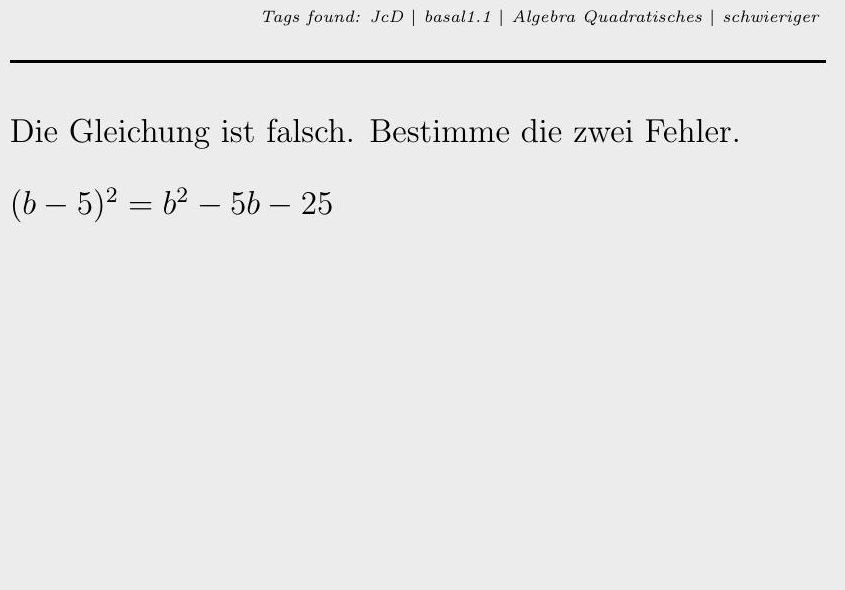 Tags found: JcD | basal1.1 | Algebra Quadratisches | schwieriger
Die Gleichung ist falsch. Bestimme die zwei Fehler.
(b − 5)² = b² − 5b − 25